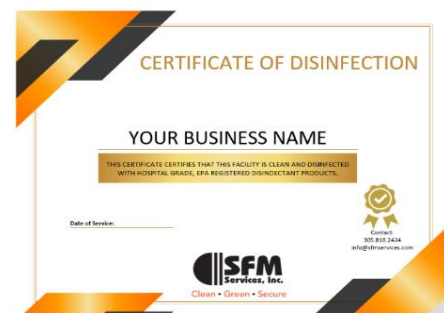 CERTIFICATE OF DISINFECTION
YOUR BUSINESS NAME
THIS CERTIFICATE CERTIFIES THAT THIS FACILITY IS CLEAN AND DISINFECTED
WITH HOSPITAL GRADE, EPA REGISTERED DISINDECTANT PRODUCTS.
Date of Service:
Contact:
305.818.2424
info@sfmservices.com
SFM
Services, Inc.
Clean • Green • Secure